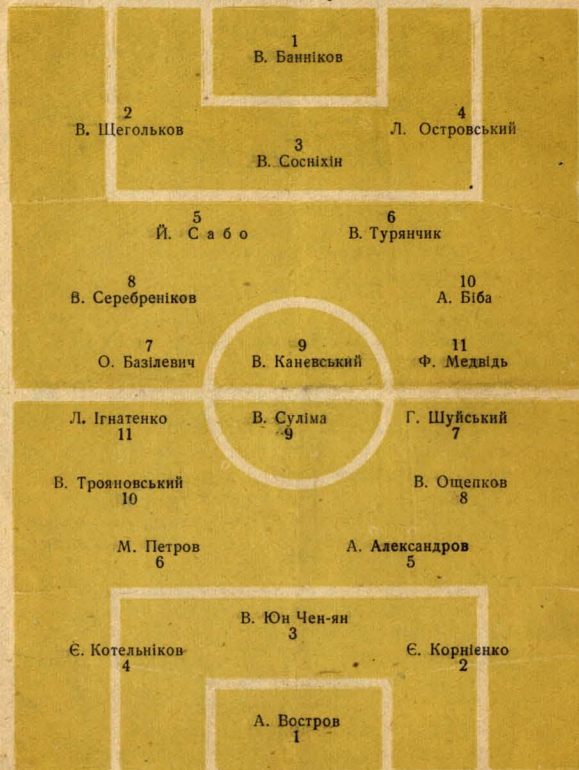 1
В. Банніков
2
В. Щегольков
4
Л. Островський
3
В. Сосніхін
5
Й. Сабо
6
В. Турянчик
8
В. Серебреніков
10
А. Біба
7
О. Базілевич
9
В. Каневський
11
Ф. Медвідь
Л. Ігнатенко
11
В. Суліма
9
Г. Шуйський
7
В. Трояновський
10
В. Ощепков
8
М. Петров
6
А. Александров
5
В. Юн Чен-ян
3
Є. Котельніков
4
Є. Корнієнко
2
А. Востров
1